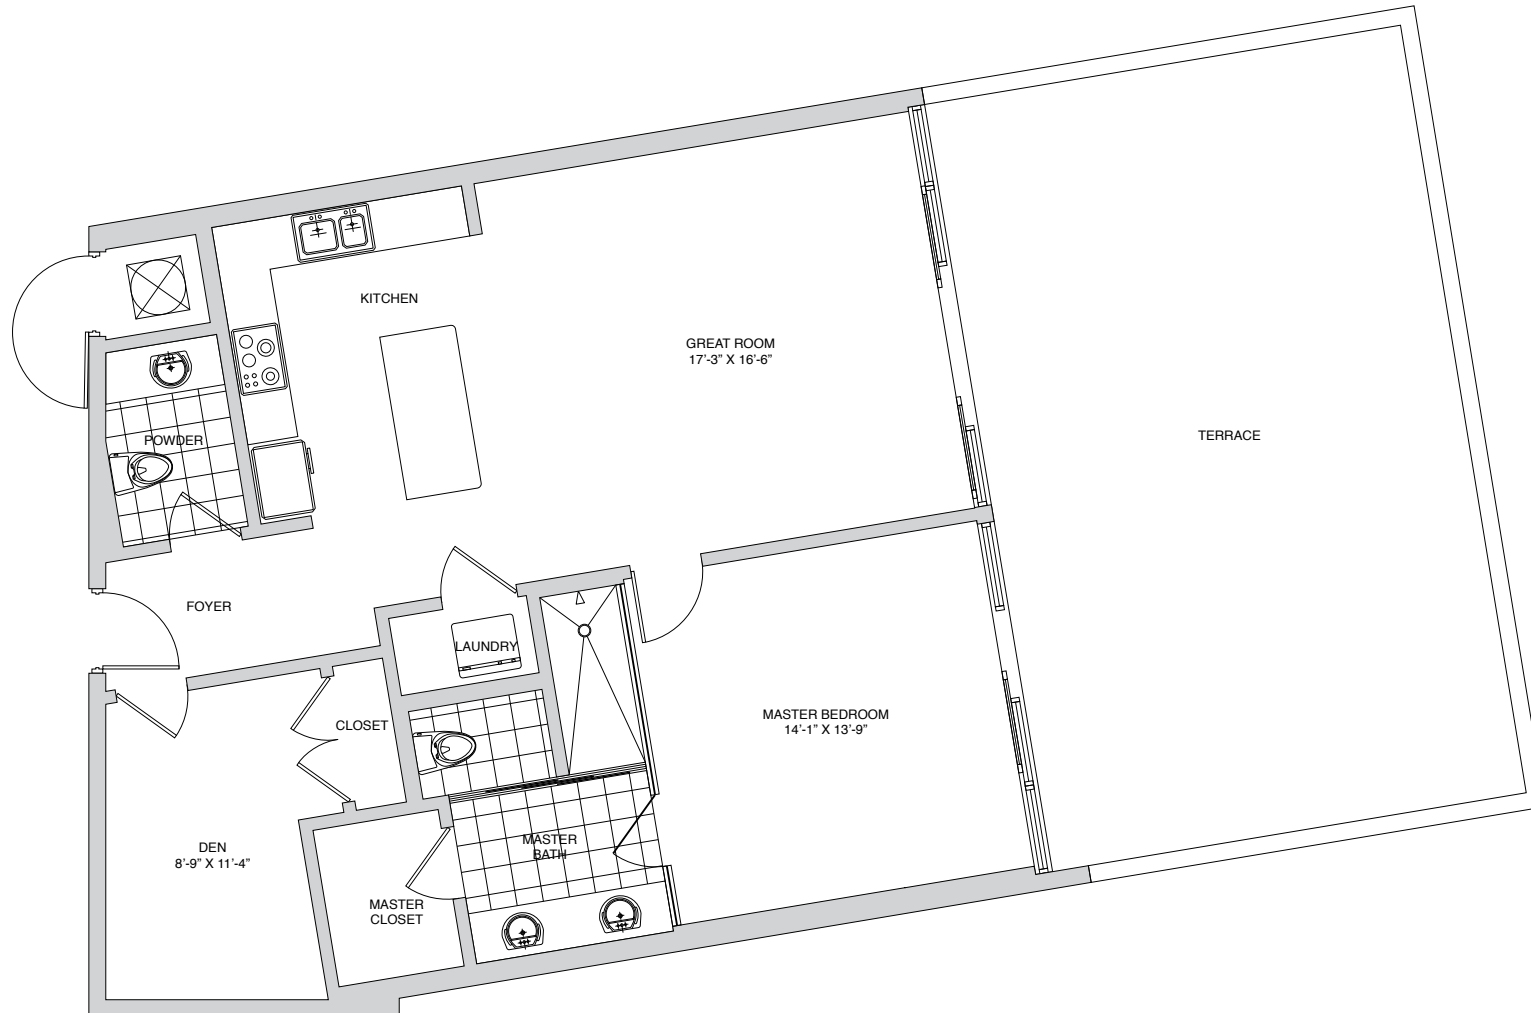 KITCHEN
GREAT ROOM
17’-3” X 16’-6”
TERRACE
POWDER
FOYER
LAUNDRY
CLOSET
MASTER BEDROOM
14’-1” X 13’-9”
DEN
8’-9” X 11’-4”
MASTER
BATH
MASTER
CLOSET